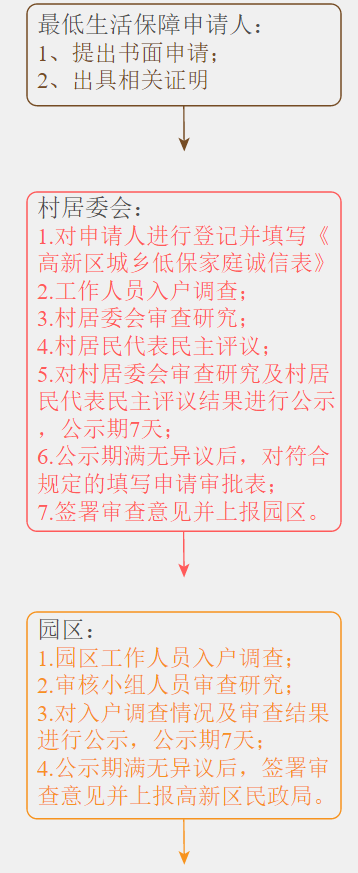 最低生活保障申请人：
1、提出书面申请；
2、出具相关证明
村居委会：
1.对申请人进行登记并填写《
高新区城乡低保家庭诚信表》
2.工作人员入户调查；
3.村居委会审查研究；
4.村居民代表民主评议；
5.对村居委会审查研究及村居
民代表民主评议结果进行公示
，公示期7天；
6.公示期满无异议后，对符合
规定的填写申请审批表；
7.签署审查意见并上报园区。
园区：
1.园区工作人员入户调查；
2.审核小组人员审查研究；
3.对入户调查情况及审查结果
进行公示，公示期7天；
4.公示期满无异议后，签署审
查意见并上报高新区民政局。